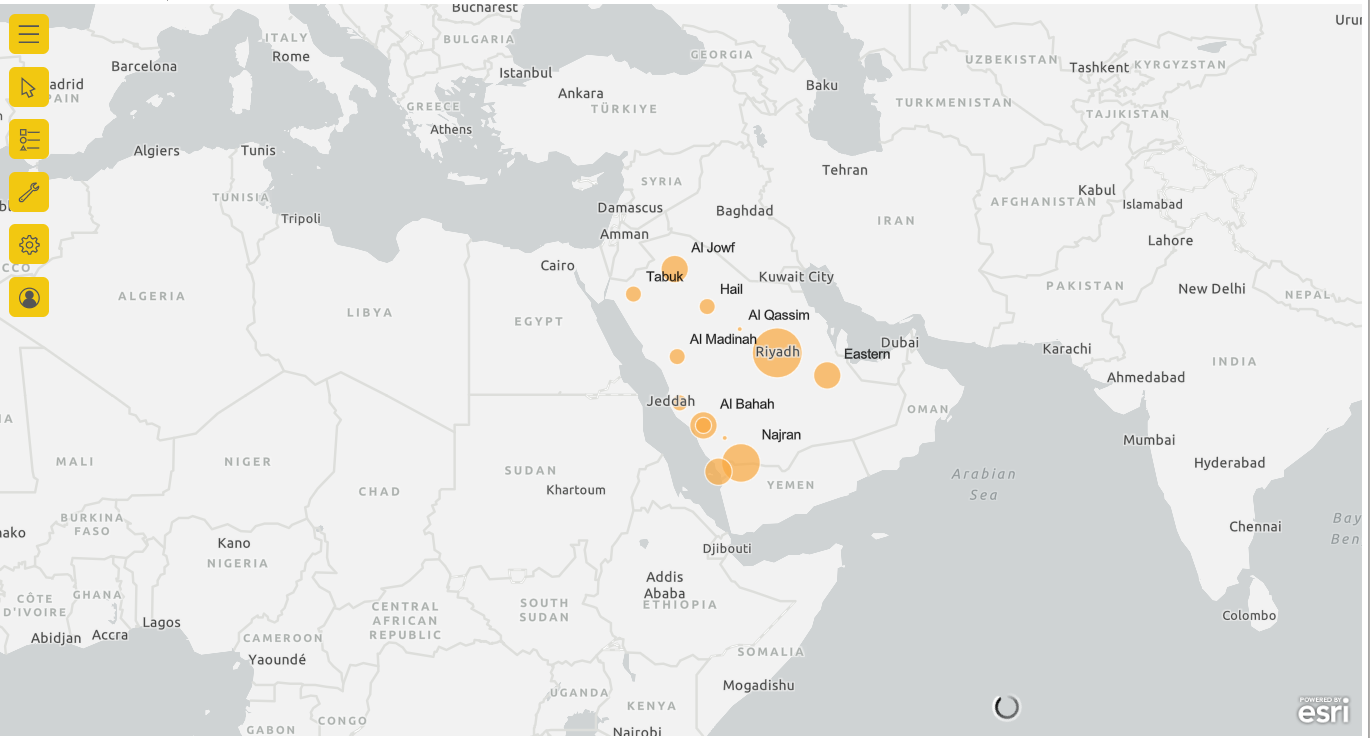 Bucharest
Uru
ITALY
Rome
BULGARIA
GEORGIA
UZBEKISTAN
Tashkent
KYRGYZSTAN
Barcelona
Istanbul
Ankara
TÜRKIYE
Baku
TURKMENISTAN
TAJIKISTAN
adrid
PAIN
GREECE
Athens
Algiers
Tunis
Tehran
SYRIA
Kabul
Islamabad
AFGHANISTAN
TUNISIA
Tripoli
Damascus
Baghdad
IRAN
Amman
Lahore
Al Jowf
Cairo
Tabuk
Kuwait City
CCO
PAKISTAN
New Delhi
NEPAL
ALGERIA
Hail
LIBYA
EGYPT
Al Qassim
Al Madinah
Riyadh
Eastern
Dubai
Karachi
INDIA
Ahmedabad
Jeddah
Al Bahah
OMAN
Najran
Mumbai
MALI
NIGER
CHAD
SUDAN
Khartoum
YEMEN
Arabian
Sea
Hyderabad
BURKINA
FASO
ako
Kano
NIGERIA
Djibouti
Chennai
Bay
Ben
Addis
Ababa
ETHIOPIA
CÔTE
D'IVOIRE
GHANA
Abidjan
Accra
Lagos
CENTRAL
AFRICAN
REPUBLIC
SOUTH
SUDAN
Colombo
CAMEROON
Yaoundé
SOMALIA
UGANDA
KENYA
Mogadishu
CONGO
GABON
Nairobi
POWERED BY
esri